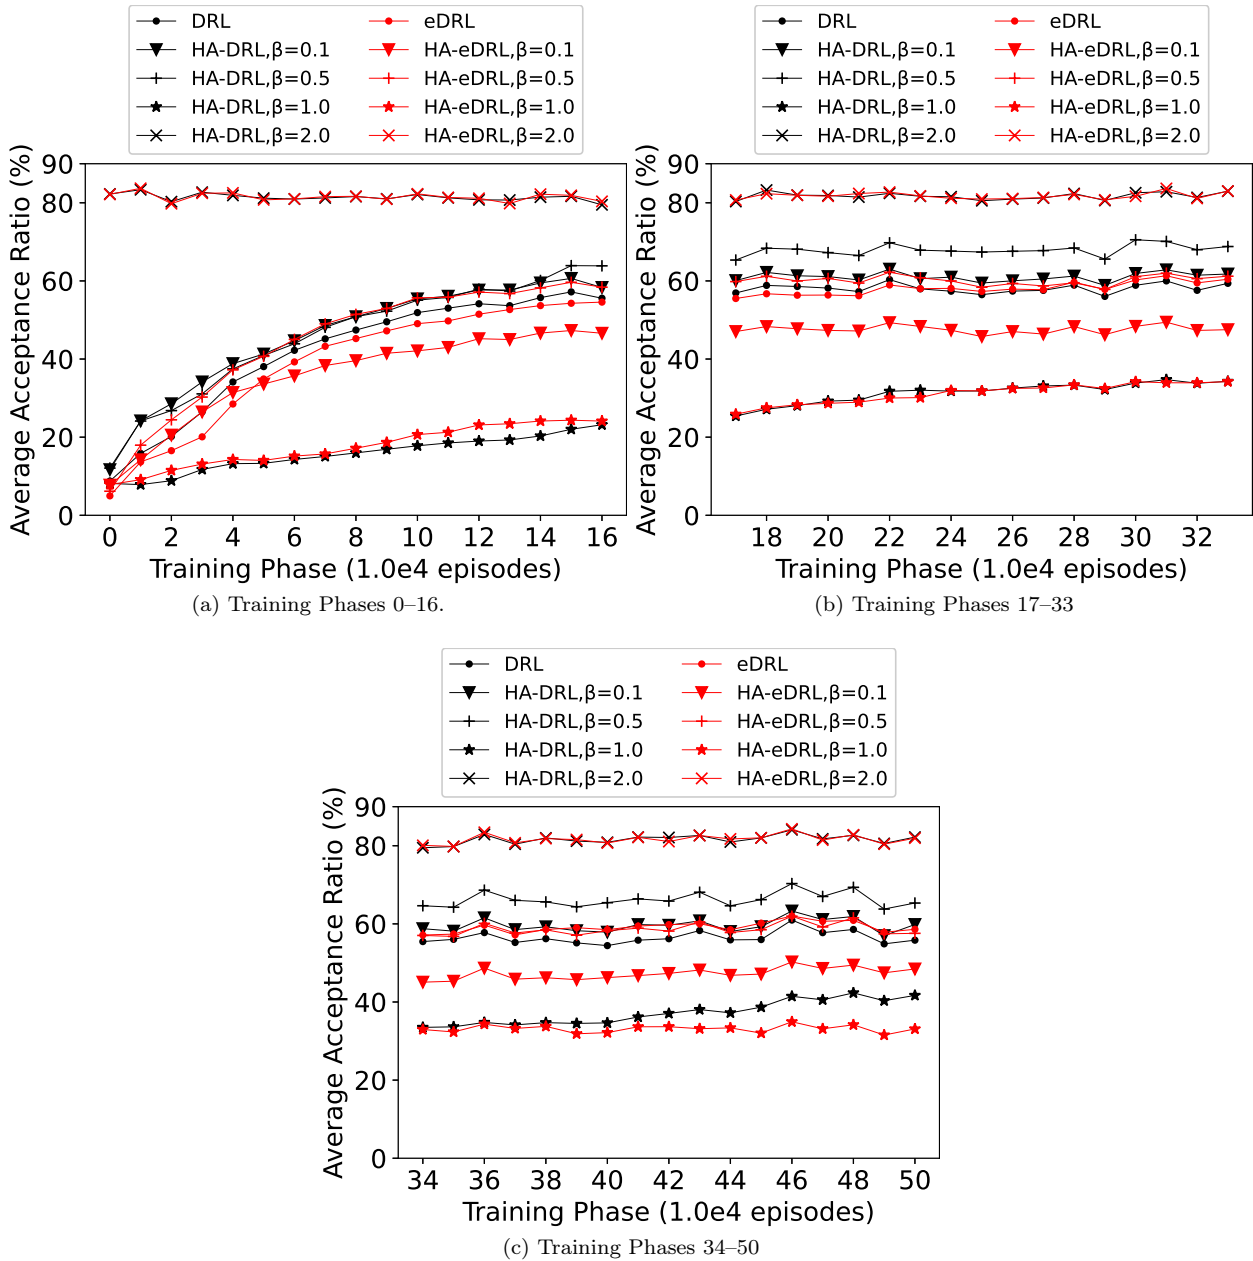 DRL eDRL
HA-DRL,β=0.1 HA-eDRL,β=0.1
HA-DRL,β=0.5 HA-eDRL,β=0.5
HA-DRL,β=1.0 HA-eDRL,β=1.0
HA-DRL,β=2.0 HA-eDRL,β=2.0
Average Acceptance Ratio (%)
90
80
60
40
20
0
0 2 4 6 8 10 12 14 16
Training Phase (1.0e4 episodes)
(a) Training Phases 0–16.
DRL eDRL
HA-DRL,β=0.1 HA-eDRL,β=0.1
HA-DRL,β=0.5 HA-eDRL,β=0.5
HA-DRL,β=1.0 HA-eDRL,β=1.0
HA-DRL,β=2.0 HA-eDRL,β=2.0
Average Acceptance Ratio (%)
90
80
60
40
20
0
18 20 22 24 26 28 30 32
Training Phase (1.0e4 episodes)
(b) Training Phases 17–33
DRL eDRL
HA-DRL,β=0.1 HA-eDRL,β=0.1
HA-DRL,β=0.5 HA-eDRL,β=0.5
HA-DRL,β=1.0 HA-eDRL,β=1.0
HA-DRL,β=2.0 HA-eDRL,β=2.0
Average Acceptance Ratio (%)
90
80
60
40
20
0
34 36 38 40 42 44 46 48 50
Training Phase (1.0e4 episodes)
(c) Training Phases 34–50